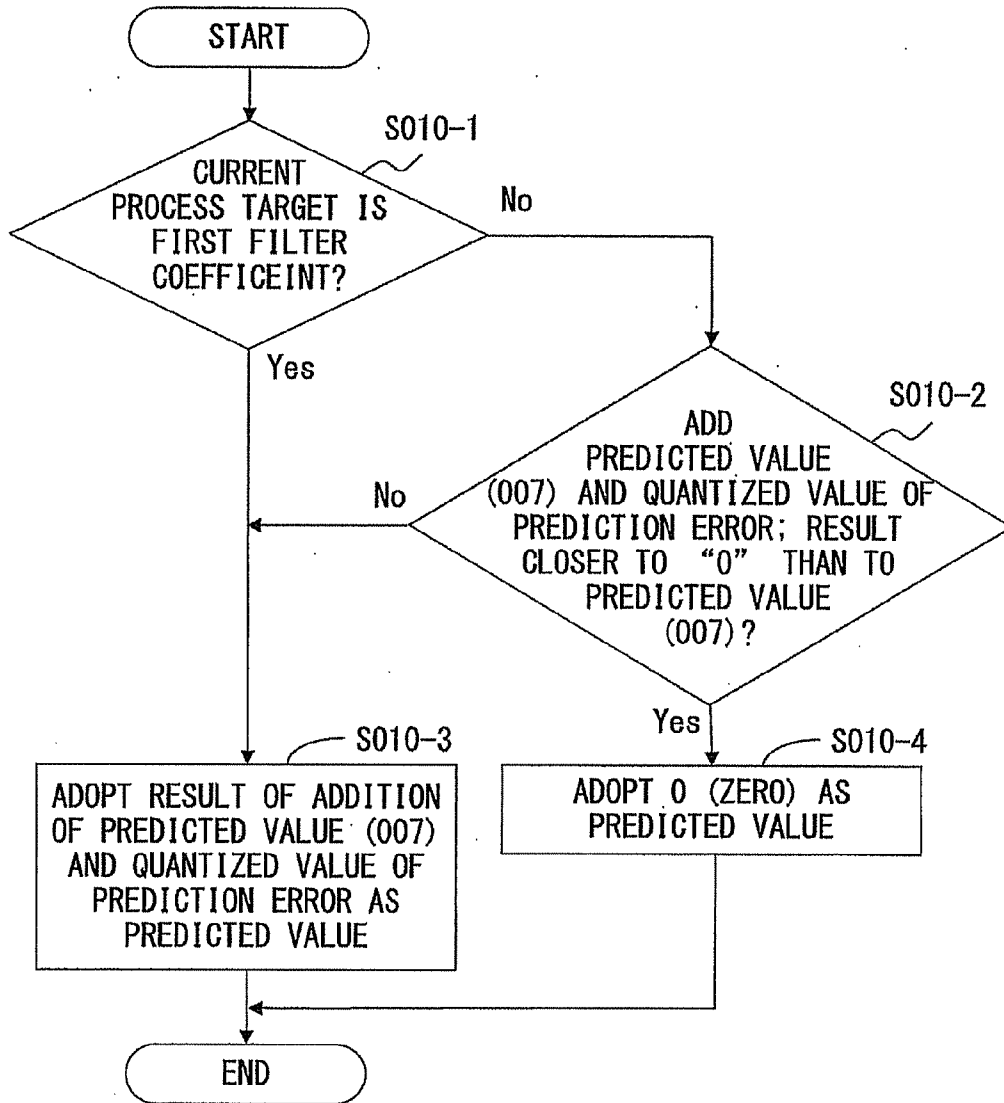 START
S010-1
CURRENT
PROCESS TARGET IS
FIRST FILTER
COEFFICEINT?
No
Yes
S010-2
ADD
PREDICTED VALUE
(007) AND QUANTIZED VALUE OF
PREDICTION ERROR; RESULT
CLOSER TO "0" THAN TO
PREDICTED VALUE
(007)?
No
Yes
S010-3
ADOPT RESULT OF ADDITION
OF PREDICTED VALUE (007)
AND QUANTIZED VALUE OF
PREDICTION ERROR AS
PREDICTED VALUE
S010-4
ADOPT 0 (ZERO) AS
PREDICTED VALUE
END